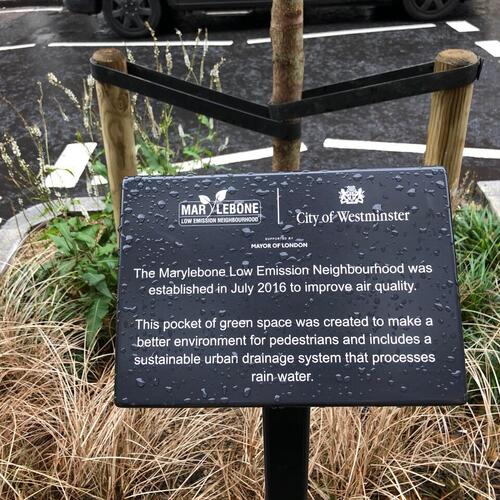 MARYLEBONE
LOW EMISSION NEIGHBOURHOOD
City of Westminster
SUPPORTED BY
MAYOR OF LONDON
The Marylebone Low Emission Neighbourhood was
established in July 2016 to improve air quality.
This pocket of green space was created to make a
better environment for pedestrians and includes a
sustainable urban drainage system that processes
rain water.